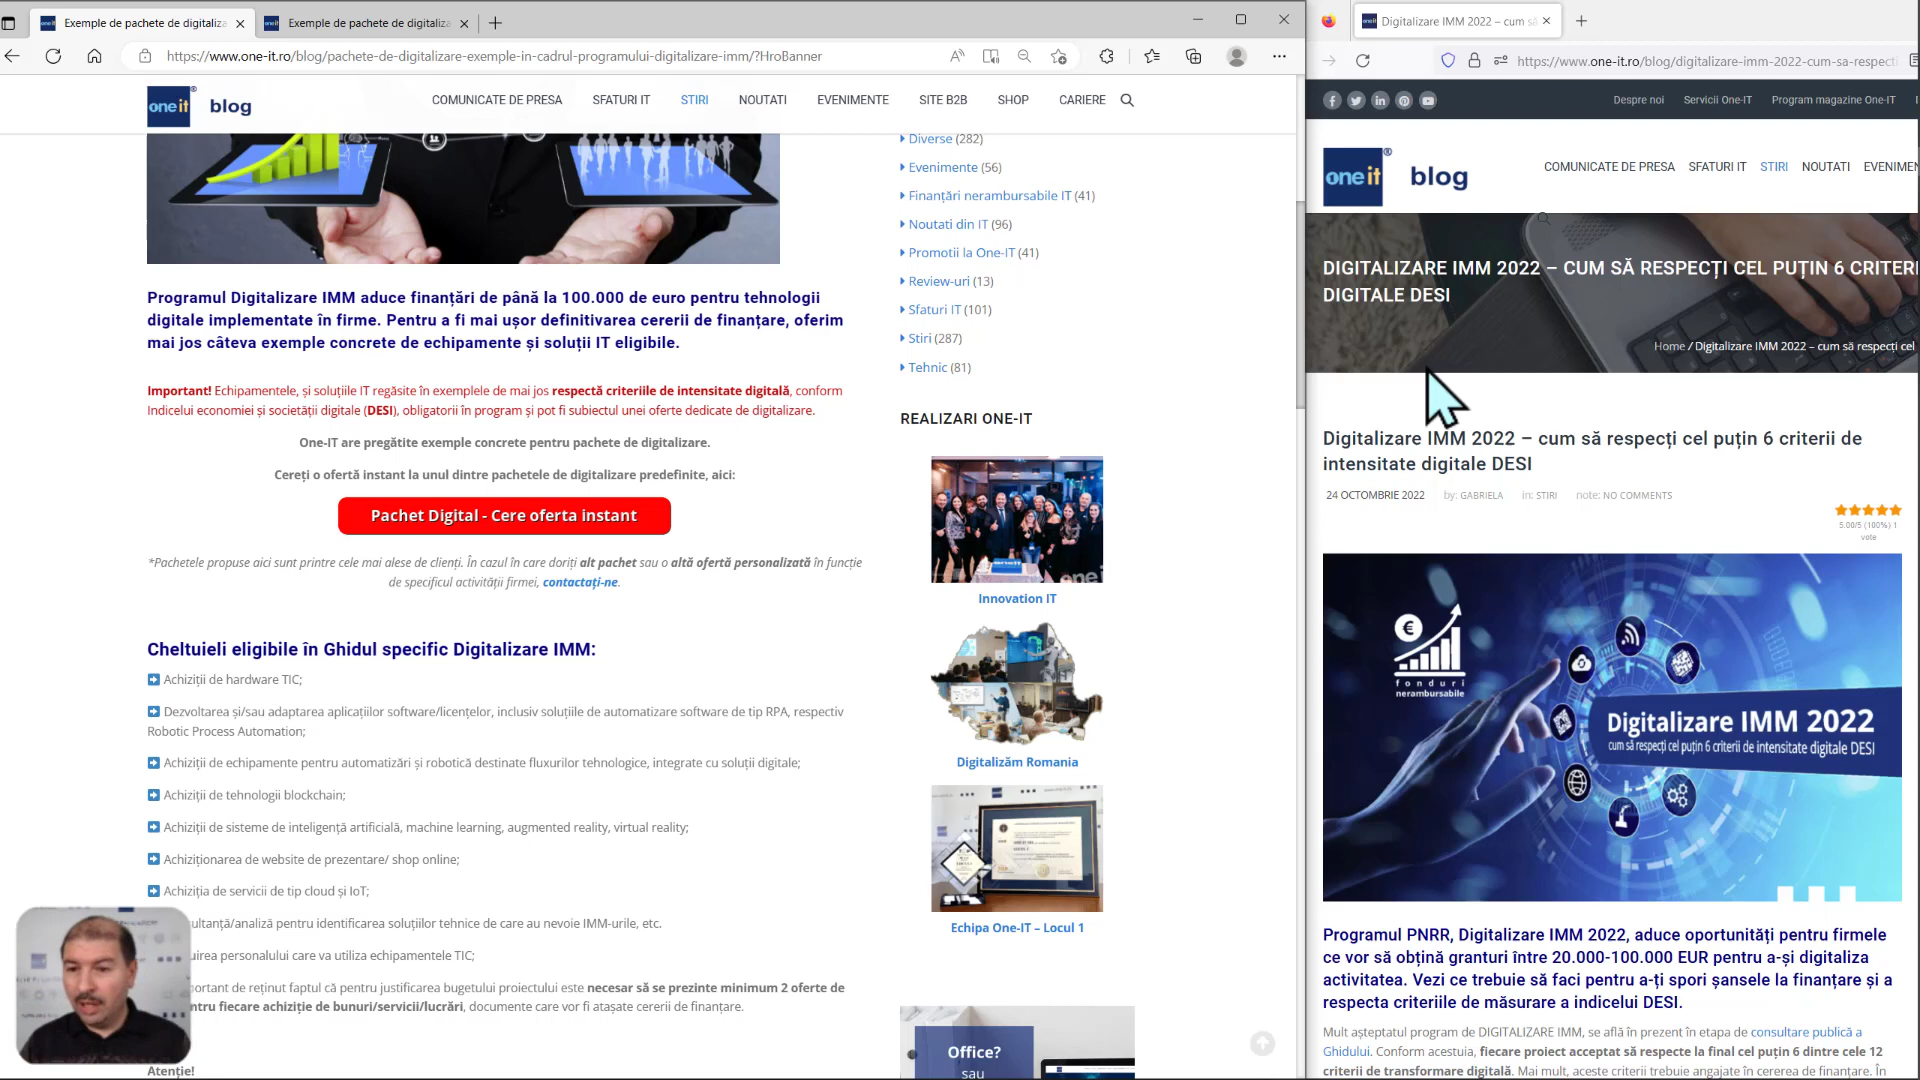 Exemple de pachete de digitaliza
Exemple de pachete de digitaliza
https://www.one-it.ro/blog/pachete-de-digitalizare-exemple-in-cadrul-programului-digitalizare-imm/?HroBanner
one it ® blog
COMUNICATE DE PRESA SFATURI IT STIRI NOUTATI EVENIMENTE SITE B2B SHOP CARIERE
Programul Digitalizare IMM aduce finanțări de până la 100.000 de euro pentru tehnologii
digitale implementate în firme. Pentru a fi mai ușor definitivarea cererii de finanțare, oferim
mai jos câteva exemple concrete de echipamente și soluții IT eligibile.
Important! Echipamentele, și soluțiile IT regăsite în exemplele de mai jos respectă criteriile de intensitate digitală, conform
Indicelui economiei și societății digitale (DESI), obligatorii în program și pot fi subiectul unei oferte dedicate de digitalizare.
One-IT are pregătite exemple concrete pentru pachete de digitalizare.
Cereți o ofertă instant la unul dintre pachetele de digitalizare predefinite, aici:
Pachet Digital - Cere oferta instant
*Pachetele propuse aici sunt printre cele mai alese de clienți. În cazul în care doriți alt pachet sau o altă ofertă personalizată în funcție
de specificul activității firmei, contactați-ne.
Cheltuieli eligibile în Ghidul specific Digitalizare IMM:
Achiziții de hardware TIC;
Dezvoltarea și/sau adaptarea aplicațiilor software/licențelor, inclusiv soluțiile de automatizare software de tip RPA, respectiv
Robotic Process Automation;
Achiziții de echipamente pentru automatizări și robotică destinate fluxurilor tehnologice, integrate cu soluții digitale;
Achiziții de tehnologii blockchain;
Achiziții de sisteme de inteligență artificială, machine learning, augmented reality, virtual reality;
Achiziționarea de website de prezentare/ shop online;
Achiziția de servicii de tip cloud și IoT;
ultanță/analiză pentru identificarea soluțiilor tehnice de care au nevoie IMM-urile, etc.
uirea personalului care va utiliza echipamentele TIC;
portant de reținut faptul că pentru justificarea bugetului proiectului este necesar să se prezinte minimum 2 oferte de
ntru fiecare achiziție de bunuri/servicii/lucrări, documente care vor fi atașate cererii de finanțare.
Atenție!
Diverse (282)
Evenimente (56)
Finanțări nerambursabile IT (41)
Noutati din IT (96)
Promotii la One-IT (41)
Review-uri (13)
Sfaturi IT (101)
Stiri (287)
Tehnic (81)
REALIZARI ONE-IT
Innovation IT
Digitalizăm Romania
Echipa One-IT – Locul 1
Office?
sau
Digitalizare IMM 2022 – cum să
https://www.one-it.ro/blog/digitalizare-imm-2022-cum-sa-respecti
Despre noi Servicii One-IT Program magazine One-IT
one it ® blog
COMUNICATE DE PRESA SFATURI IT STIRI NOUTATI EVENIMEN
DIGITALIZARE IMM 2022 – CUM SĂ RESPECȚI CEL PUȚIN 6 CRITERI
DIGITALE DESI
Home / Digitalizare IMM 2022 – cum să respecți cel
Digitalizare IMM 2022 – cum să respecți cel puțin 6 criterii de
intensitate digitale DESI
24 OCTOMBRIE 2022 by: GABRIELA in: STIRI note: NO COMMENTS
5.00/5 (100%) 1
vote
fonduri
nerambursabile
Digitalizare IMM 2022
cum să respecți cel puțin 6 criterii de intensitate digitale DESI
Programul PNRR, Digitalizare IMM 2022, aduce oportunități pentru firmele
ce vor să obțină granturi între 20.000-100.000 EUR pentru a-și digitaliza
activitatea. Vezi ce trebuie să faci pentru a-ți spori șansele la finanțare și a
respecta criteriile de măsurare a indicelui DESI.
Mult așteptatul program de DIGITALIZARE IMM, se află în prezent în etapa de consultare publică a
Ghidului. Conform acestuia, fiecare proiect acceptat să respecte la final cel puțin 6 dintre cele 12
criterii de transformare digitală. Mai mult, aceste criterii trebuie angajate în cererea de finanțare. În